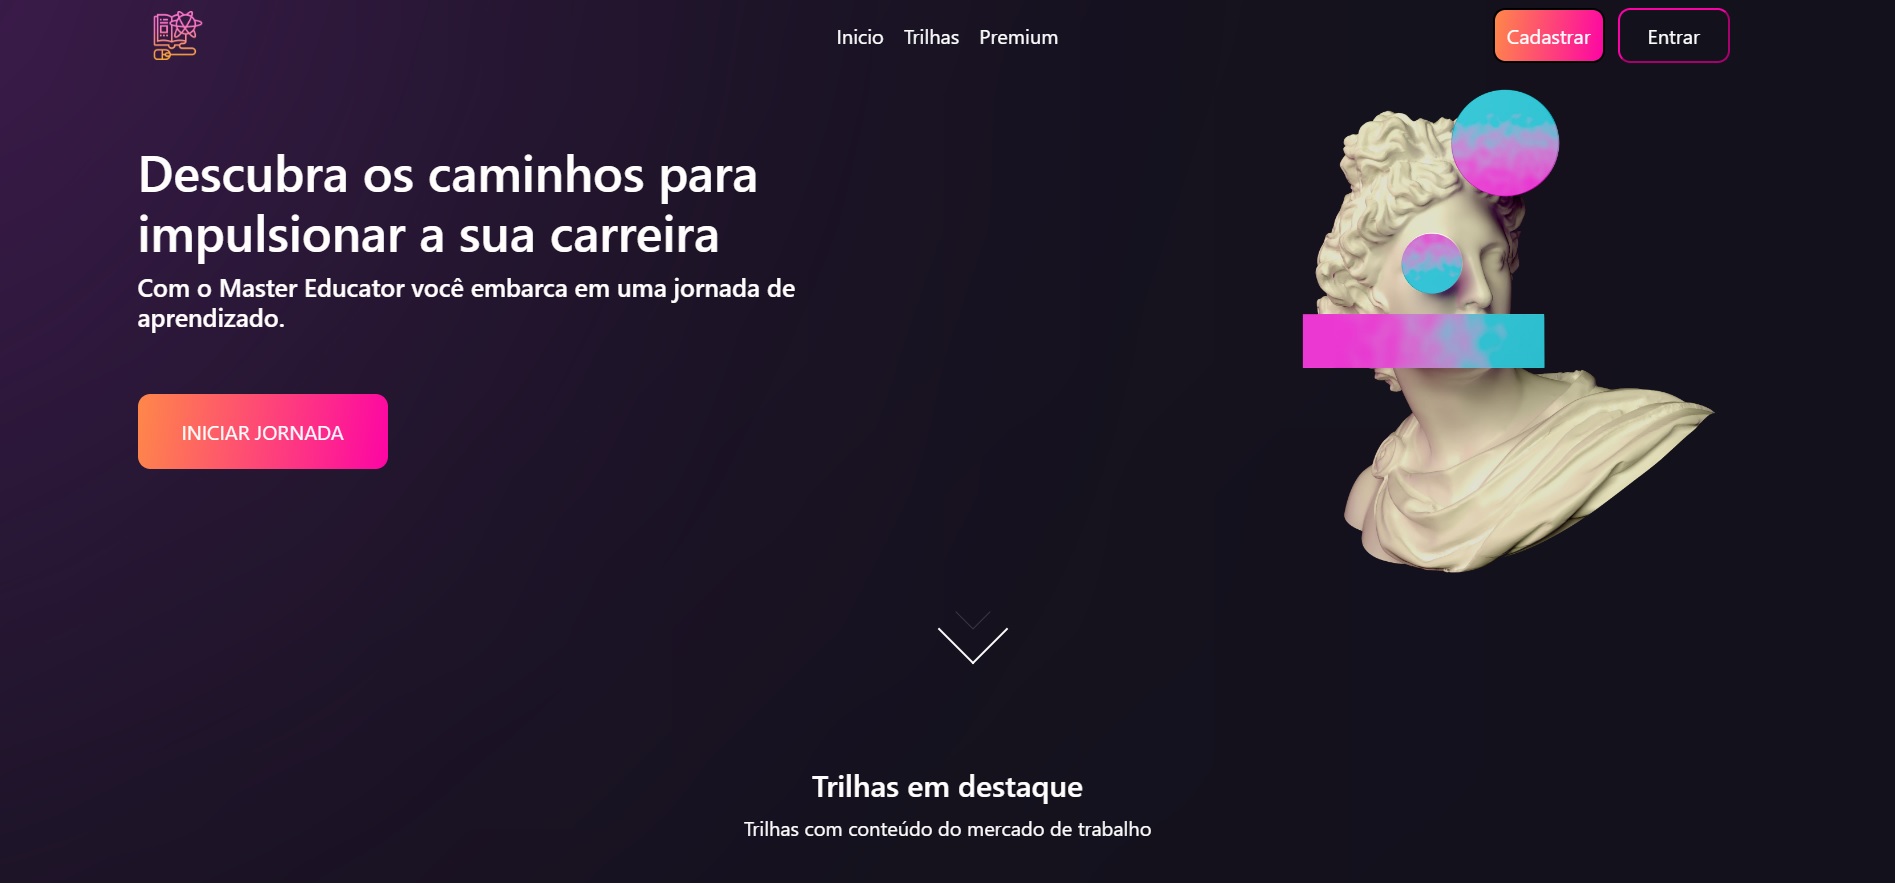 Inicio Trilhas Premium Cadastrar Entrar
Descubra os caminhos para
impulsionar a sua carreira
Com o Master Educator você embarca em uma jornada de
aprendizado.
INICIAR JORNADA
Trilhas em destaque
Trilhas com conteúdo do mercado de trabalho